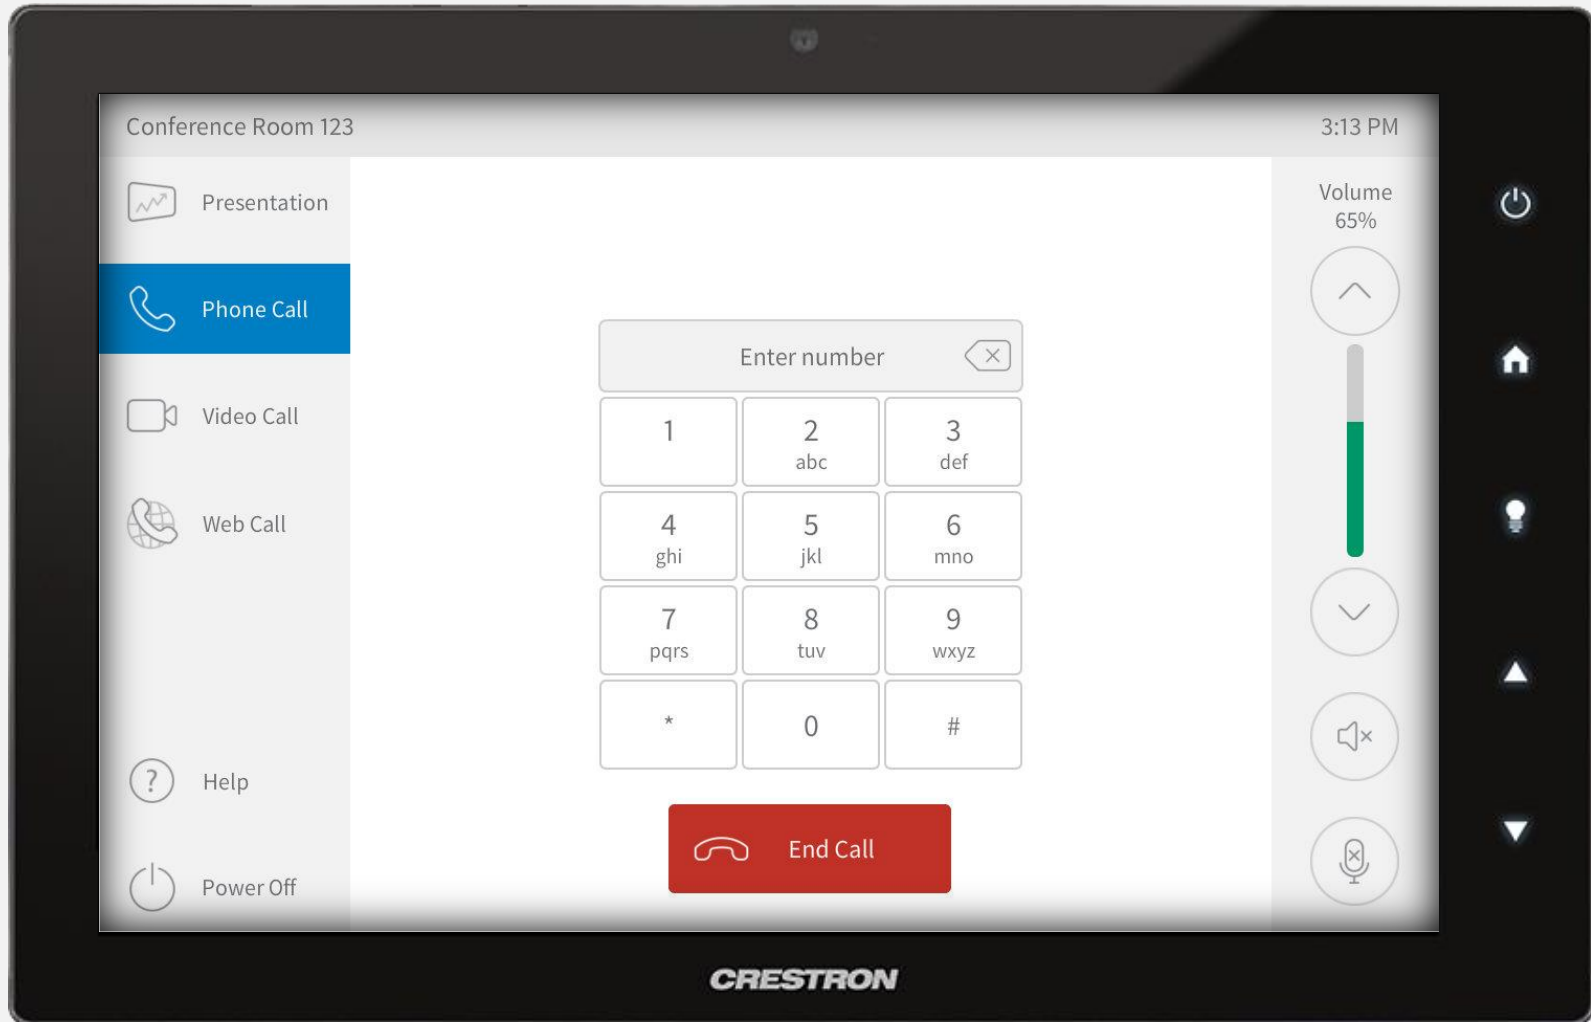 Conference Room 123
3:13 PM
Presentation
Phone Call
Video Call
Web Call
Help
Power Off
Enter number
1
2
abc
3
def
4
ghi
5
jkl
6
mno
7
pqrs
8
tuv
9
wxyz
*
0
#
End Call
Volume
65%
CRESTRON